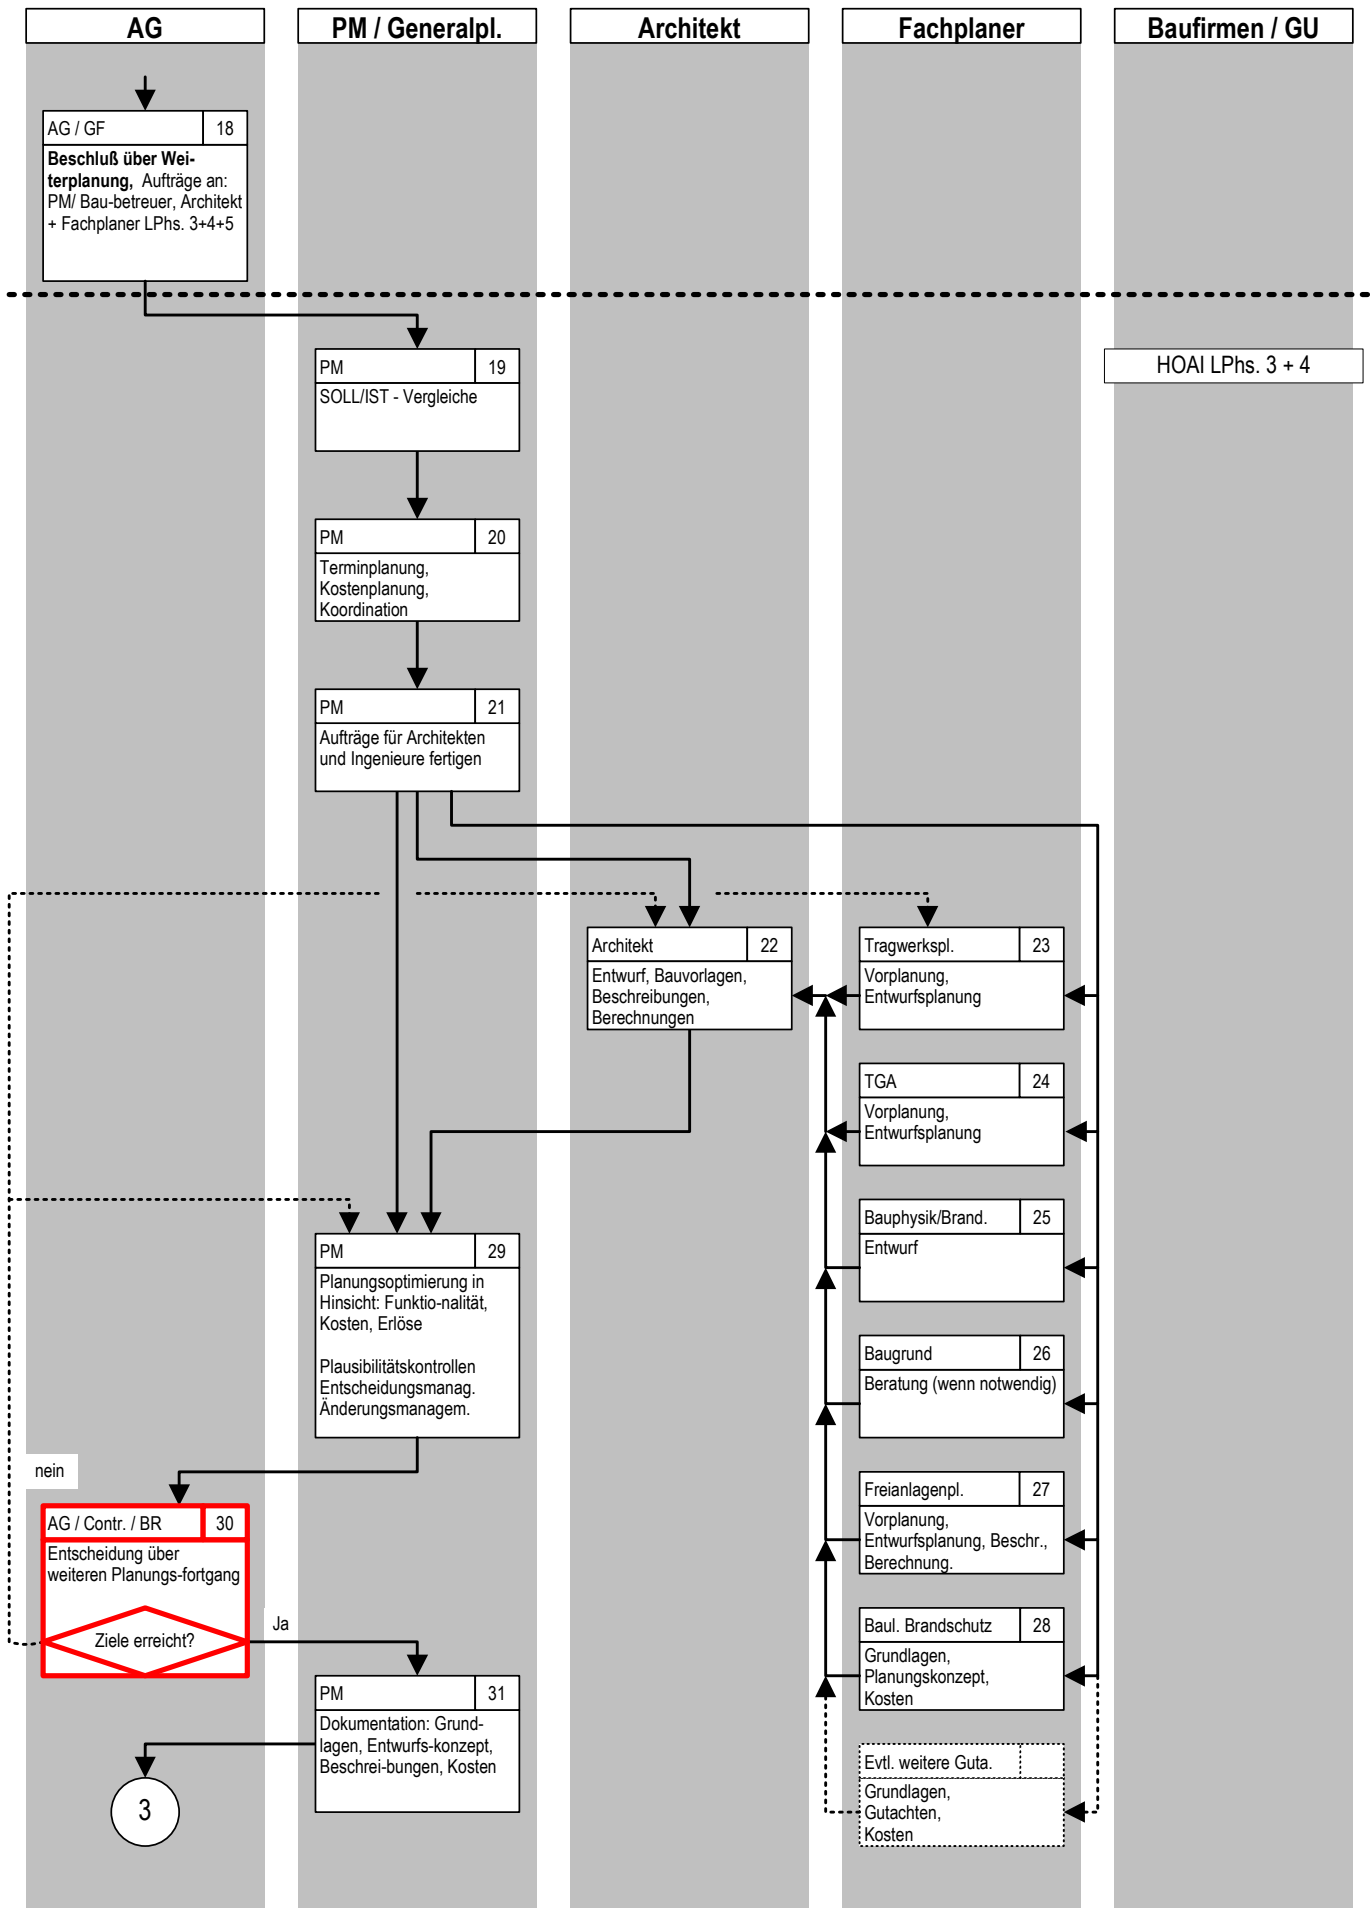 AG
PM / Generalpl.
Architekt
Fachplaner
Baufirmen / GU
AG / GF
18
Beschluß über Wei-
terplanung, Aufträge an:
PM/ Bau-betreuer, Architekt
+ Fachplaner LPhs. 3+4+5
PM
19
SOLL/IST - Vergleiche
HOAI LPhs. 3 + 4
PM
20
Terminplanung,
Kostenplanung,
Koordination
PM
21
Aufträge für Architekten
und Ingenieure fertigen
Architekt
22
Entwurf, Bauvorlagen,
Beschreibungen,
Berechnungen
Tragwerkspl.
23
Vorplanung,
Entwurfsplanung
TGA
24
Vorplanung,
Entwurfsplanung
Bauphysik/Brand.
25
Entwurf
PM
29
Planungsoptimierung in
Hinsicht: Funktio-nalität,
Kosten, Erlöse
Plausibilitätskontrollen
Entscheidungsmanag.
Änderungsmanagem.
Baugrund
26
Beratung (wenn notwendig)
nein
Freianlagenpl.
27
Vorplanung,
Entwurfsplanung, Beschr.,
Berechnung.
AG / Contr. / BR
30
Entscheidung über
weiteren Planungs-fortgang
Ziele erreicht?
Ja
Baul. Brandschutz
28
Grundlagen,
Planungskonzept,
Kosten
PM
31
Dokumentation: Grund-
lagen, Entwurfs-konzept,
Beschrei-bungen, Kosten
Evtl. weitere Guta.
Grundlagen,
Gutachten,
Kosten
3